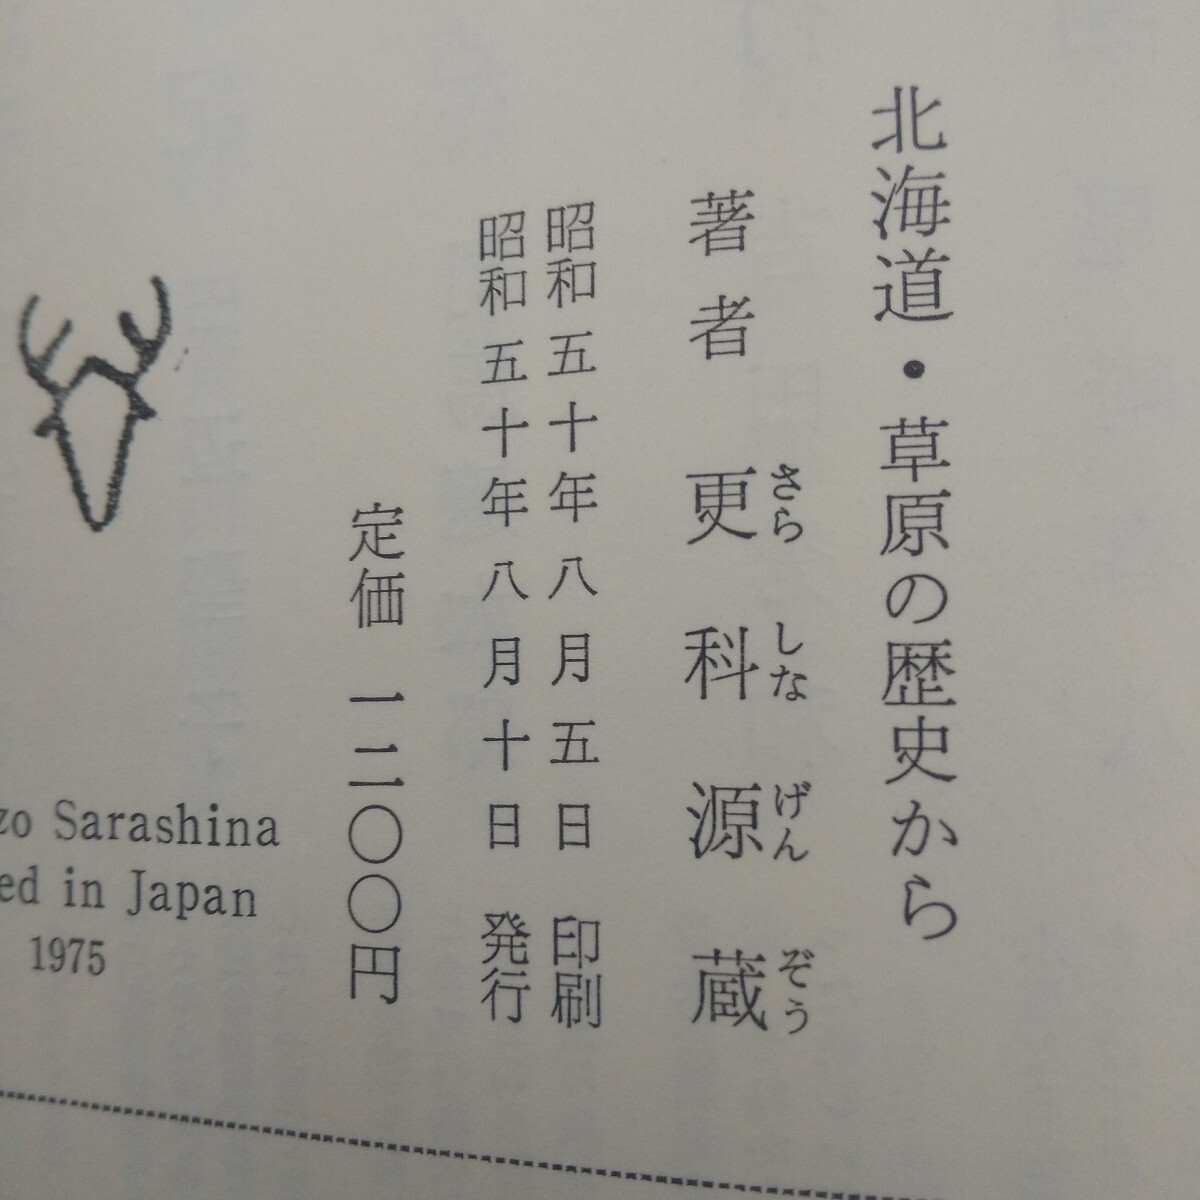 北海道・草原の歴史から
著者 更科源蔵
さら しな げん ぞう
昭和五十年八月五日 印刷
昭和五十年八月十日 発行
定価 一二〇〇円
zo Sarashina
ed in Japan
1975